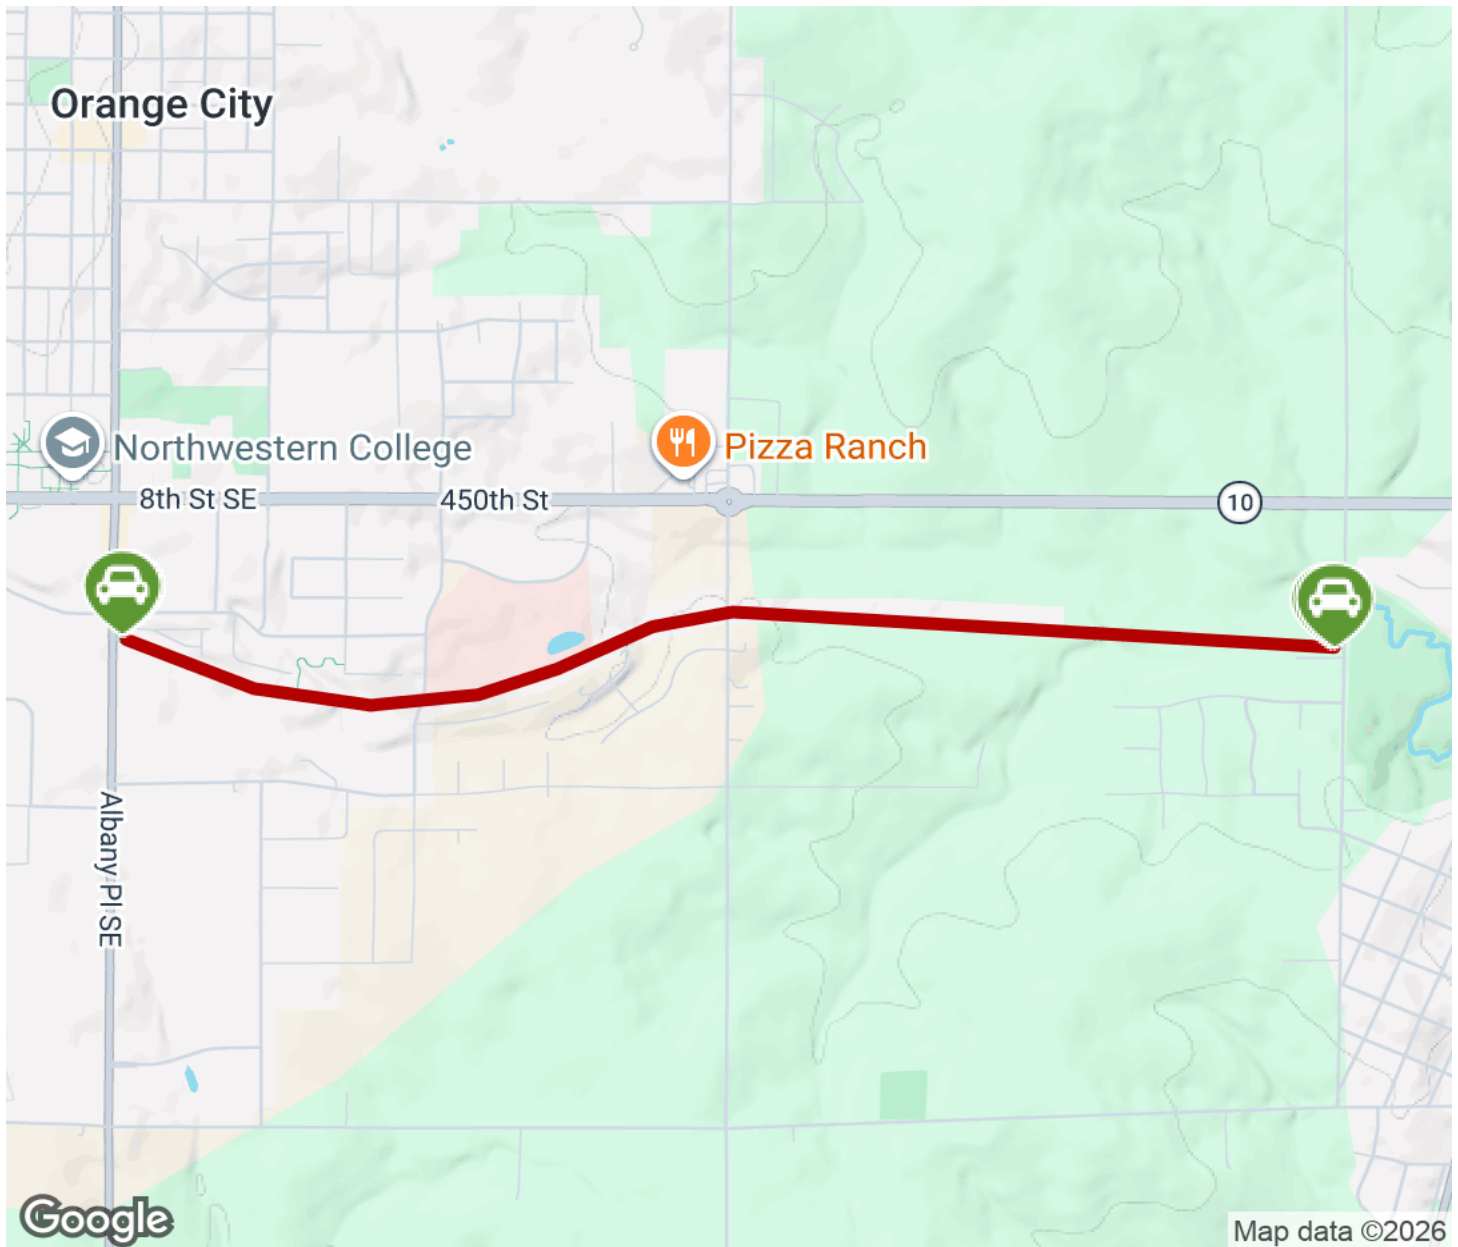 Orange City
Northwestern College
Pizza Ranch
8th St SE
450th St
10
Albany Pl SE
Google
Map data ©2026